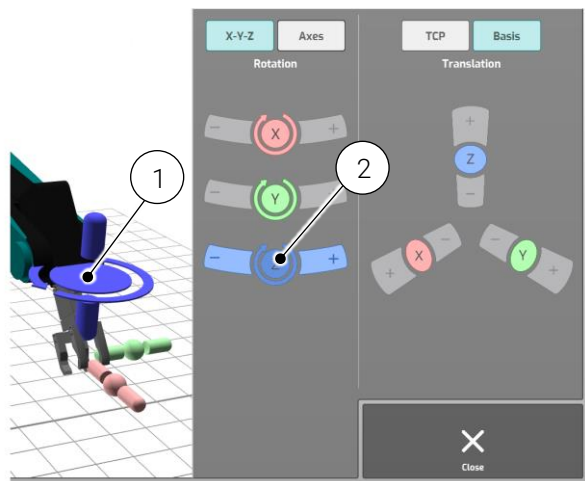 X-Y-Z Axes TCP Basis
Rotation Translation
- X +
+
Z
-
- Y +
1
2
- Z +
X -
+
Y -
+
Close